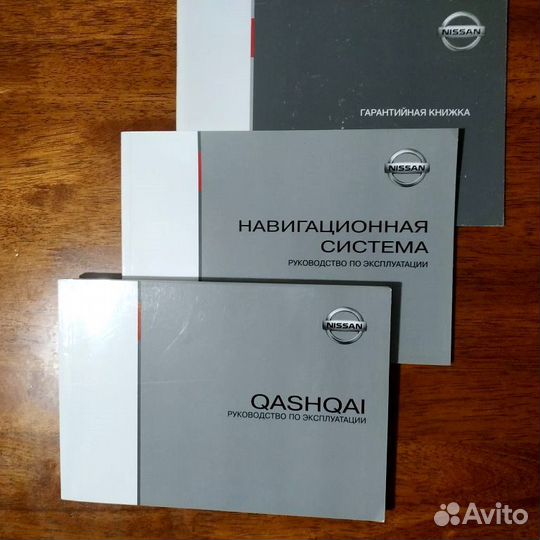 NISSAN
ГАРАНТИЙНАЯ КНИЖКА
NISSAN
НАВИГАЦИОННАЯ
СИСТЕМА
РУКОВОДСТВО ПО ЭКСПЛУАТАЦИИ
NISSAN
QASHQAI
РУКОВОДСТВО ПО ЭКСПЛУАТАЦИИ
Avito